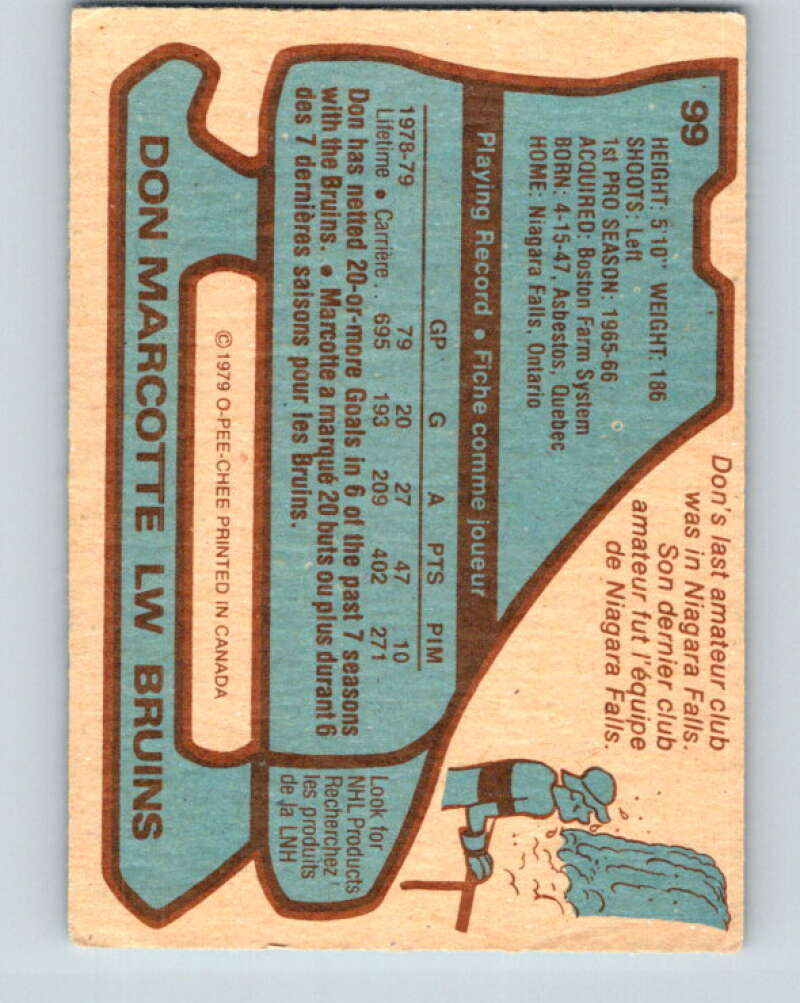 99
HEIGHT: 5'10" WEIGHT: 186
SHOOTS: Left
1st PRO SEASON: 1965-66
ACQUIRED: Boston Farm System
BORN: 4-15-47, Asbestos, Quebec
HOME: Niagara Falls, Ontario
Don's last amateur club
was in Niagara Falls.
Son dernier club
amateur fut l'équipe
de Niagara Falls.
Playing Record • Fiche comme joueur
GP G A PTS PIM
1978-79 79 20 27 47 10
Lifetime • Carrière.. 695 193 209 402 271
Don has netted 20-or-more Goals in 6 of the past 7 seasons
with the Bruins. • Marcotte a marqué 20 buts ou plus durant 6
des 7 dernières saisons pour les Bruins.
Look for
NHL Products
Recherchez
les produits
de la LNH
©1979 O-PEE-CHEE PRINTED IN CANADA
DON MARCOTTE LW BRUINS